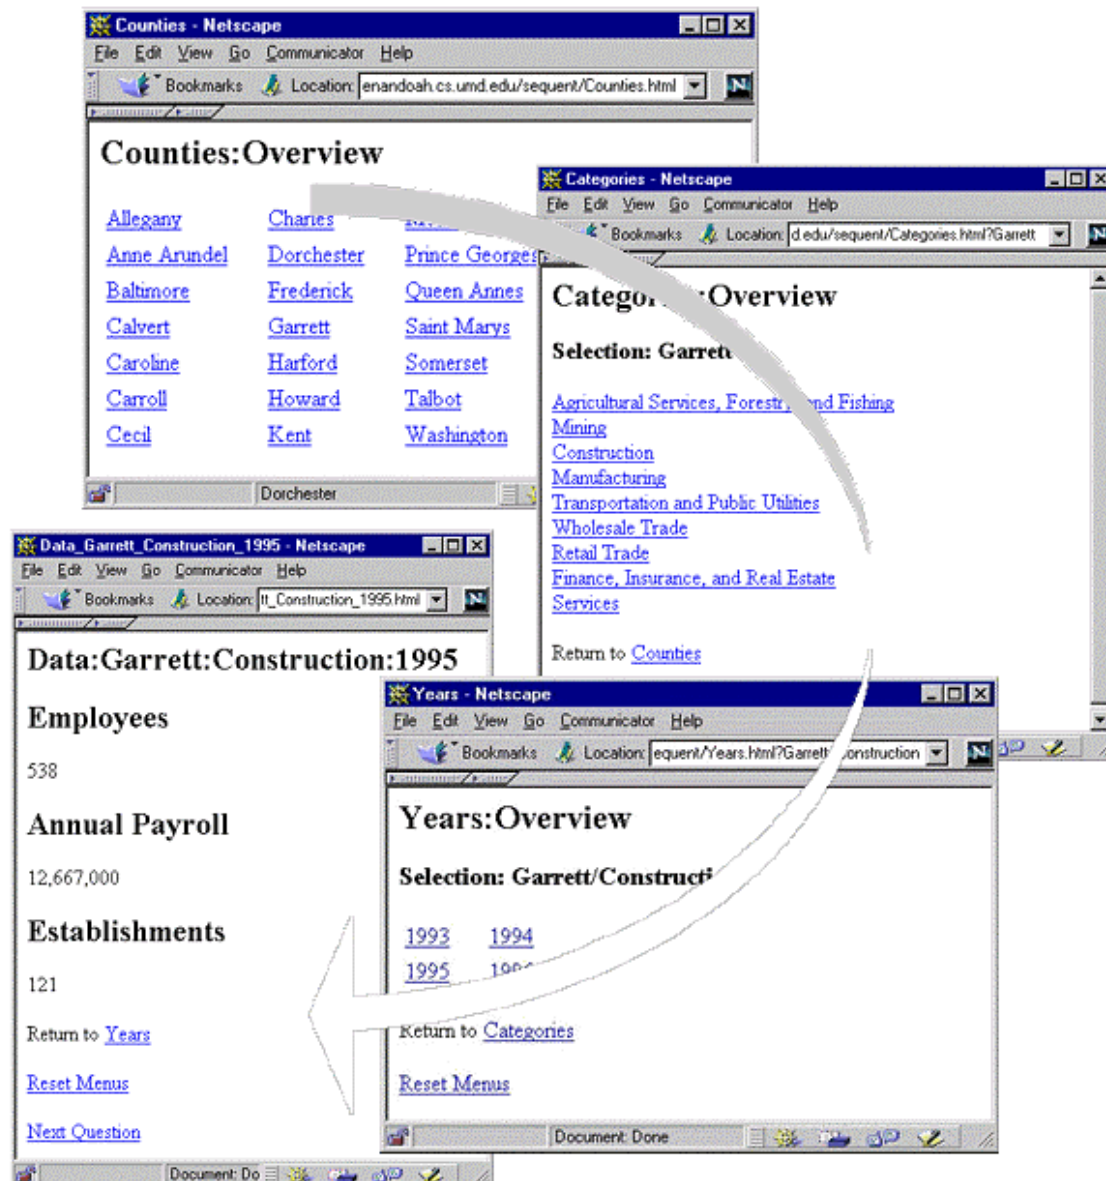 Counties - Netscape
File Edit View Go Communicator Help
Bookmarks Location: enandoah.cs.umd.edu/sequent/Counties.html N
Counties:Overview
Allegany Charles
Anne Arundel Dorchester Prince Georges
Baltimore Frederick Queen Annes
Calvert Garrett Saint Marys
Caroline Harford Somerset
Carroll Howard Talbot
Cecil Kent Washington
Dorchester
Categories - Netscape
File Edit View Go Communicator Help
Bookmarks Location: d.edu/sequent/Categories.html?Garrett N
Overview
Selection: Garrett
Agricultural Services, Forestry, and Fishing
Mining
Construction
Manufacturing
Transportation and Public Utilities
Wholesale Trade
Retail Trade
Finance, Insurance, and Real Estate
Services
Return to Counties
Data_Garrett_Construction_1995 - Netscape
File Edit View Go Communicator Help
Bookmarks Location: tt_Construction_1995.html N
Data:Garrett:Construction:1995
Employees
538
Annual Payroll
12,667,000
Establishments
121
Return to Years
Reset Menus
Next Question
Document: Do
Years - Netscape
File Edit View Go Communicator Help
Bookmarks Location: equent/Years.html?Garrett onstruction N
Years:Overview
Selection: Garrett/Constructi
1993 1994
1995
Return to Categories
Reset Menus
Document: Done